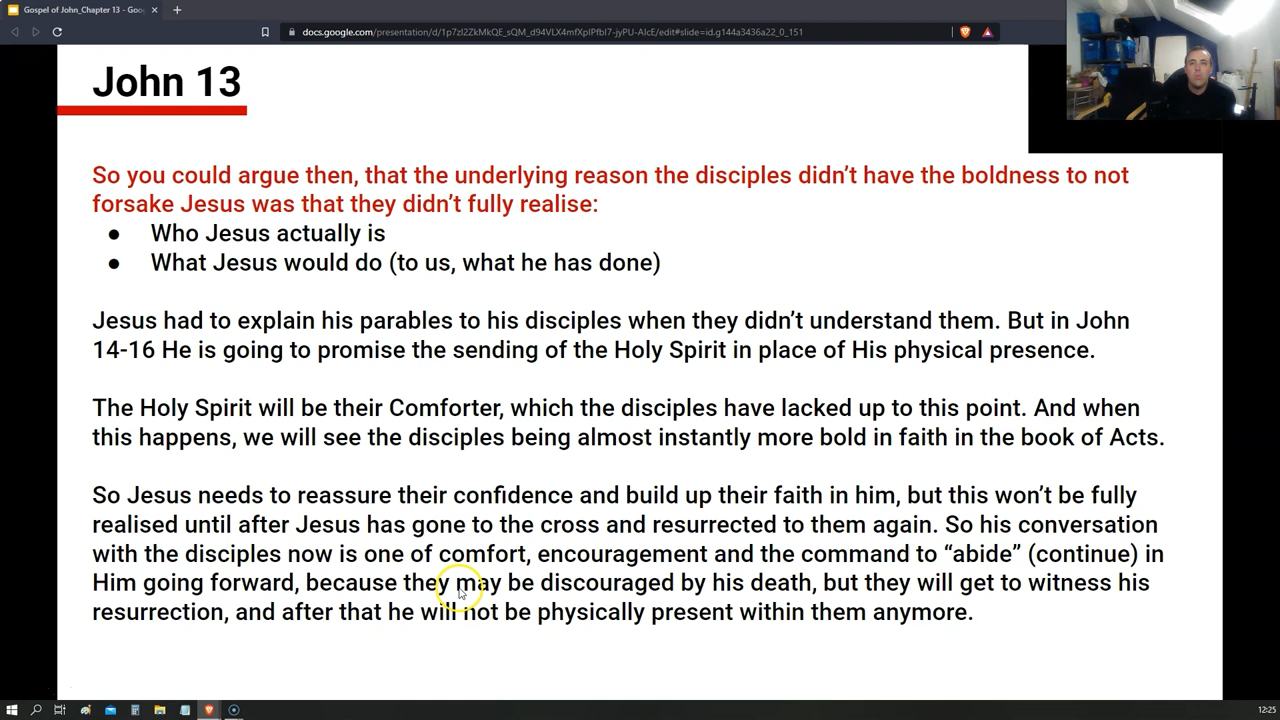 Gospel of John_Chapter 13 - Goo
docs.google.com/presentation/d/1p7zI2ZkMkQE_sQM_d94VLX4mfXpIPfbI7-jyPU-AIcE/edit#slide=id.g144a3436a22_0_151
John 13
So you could argue then, that the underlying reason the disciples didn't have the boldness to not
forsake Jesus was that they didn't fully realise:
● Who Jesus actually is
● What Jesus would do (to us, what he has done)
Jesus had to explain his parables to his disciples when they didn't understand them. But in John
14-16 He is going to promise the sending of the Holy Spirit in place of His physical presence.
The Holy Spirit will be their Comforter, which the disciples have lacked up to this point. And when
this happens, we will see the disciples being almost instantly more bold in faith in the book of Acts.
So Jesus needs to reassure their confidence and build up their faith in him, but this won't be fully
realised until after Jesus has gone to the cross and resurrected to them again. So his conversation
with the disciples now is one of comfort, encouragement and the command to “abide” (continue) in
Him going forward, because they may be discouraged by his death, but they will get to witness his
resurrection, and after that he will not be physically present within them anymore.
12:25